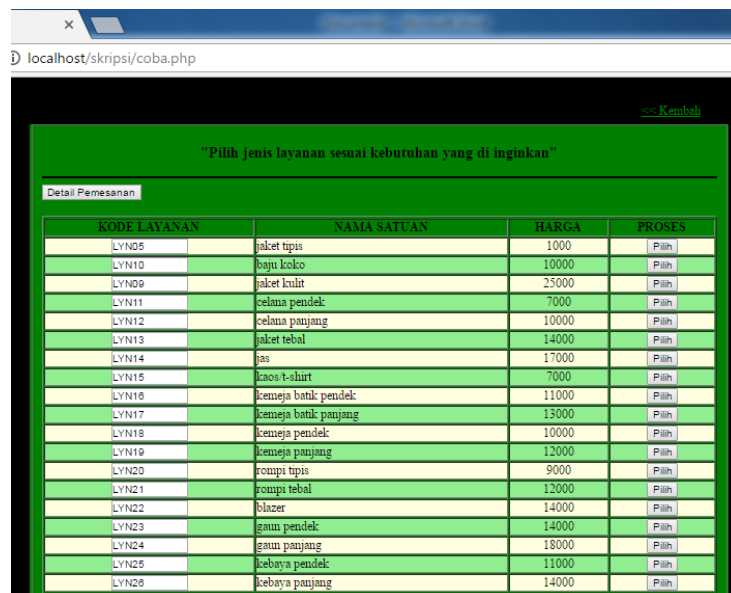 localhost/skripsi/coba.php
<< Kembali
"Pilih jenis layanan sesuai kebutuhan yang di inginkan"
Detail Pemesanan
KODE LAYANAN NAMA SATUAN HARGA PROSES
LYN05 jaket tipis 1000 Pilih
LYN10 baju koko 10000 Pilih
LYN09 jaket kulit 25000 Pilih
LYN11 celana pendek 7000 Pilih
LYN12 celana panjang 10000 Pilih
LYN13 jaket tebal 14000 Pilih
LYN14 jas 17000 Pilih
LYN15 kaos/t-shirt 7000 Pilih
LYN16 kemeja batik pendek 11000 Pilih
LYN17 kemeja batik panjang 13000 Pilih
LYN18 kemeja pendek 10000 Pilih
LYN19 kemeja panjang 12000 Pilih
LYN20 rompi tipis 9000 Pilih
LYN21 rompi tebal 12000 Pilih
LYN22 blazer 14000 Pilih
LYN23 gaun pendek 14000 Pilih
LYN24 gaun panjang 18000 Pilih
LYN25 kebaya pendek 11000 Pilih
LYN26 kebaya panjang 14000 Pilih